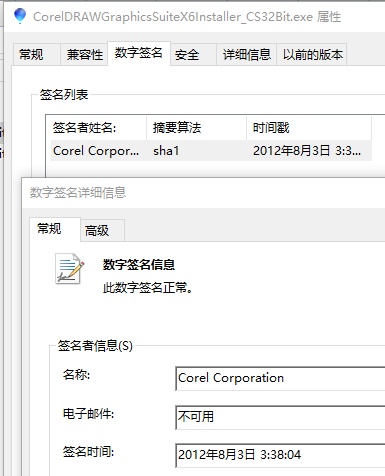 CorelDRAWGraphicsSuiteX6Installer_CS32Bit.exe 属性
常规 兼容性 数字签名 安全 详细信息 以前的版本
签名列表
签名者姓名: 摘要算法 时间戳
Corel Corpor... sha1 2012年8月3日 3:3...
数字签名详细信息
常规 高级
数字签名信息
此数字签名正常。
签名者信息(S)
名称: Corel Corporation
电子邮件: 不可用
签名时间: 2012年8月3日 3:38:04